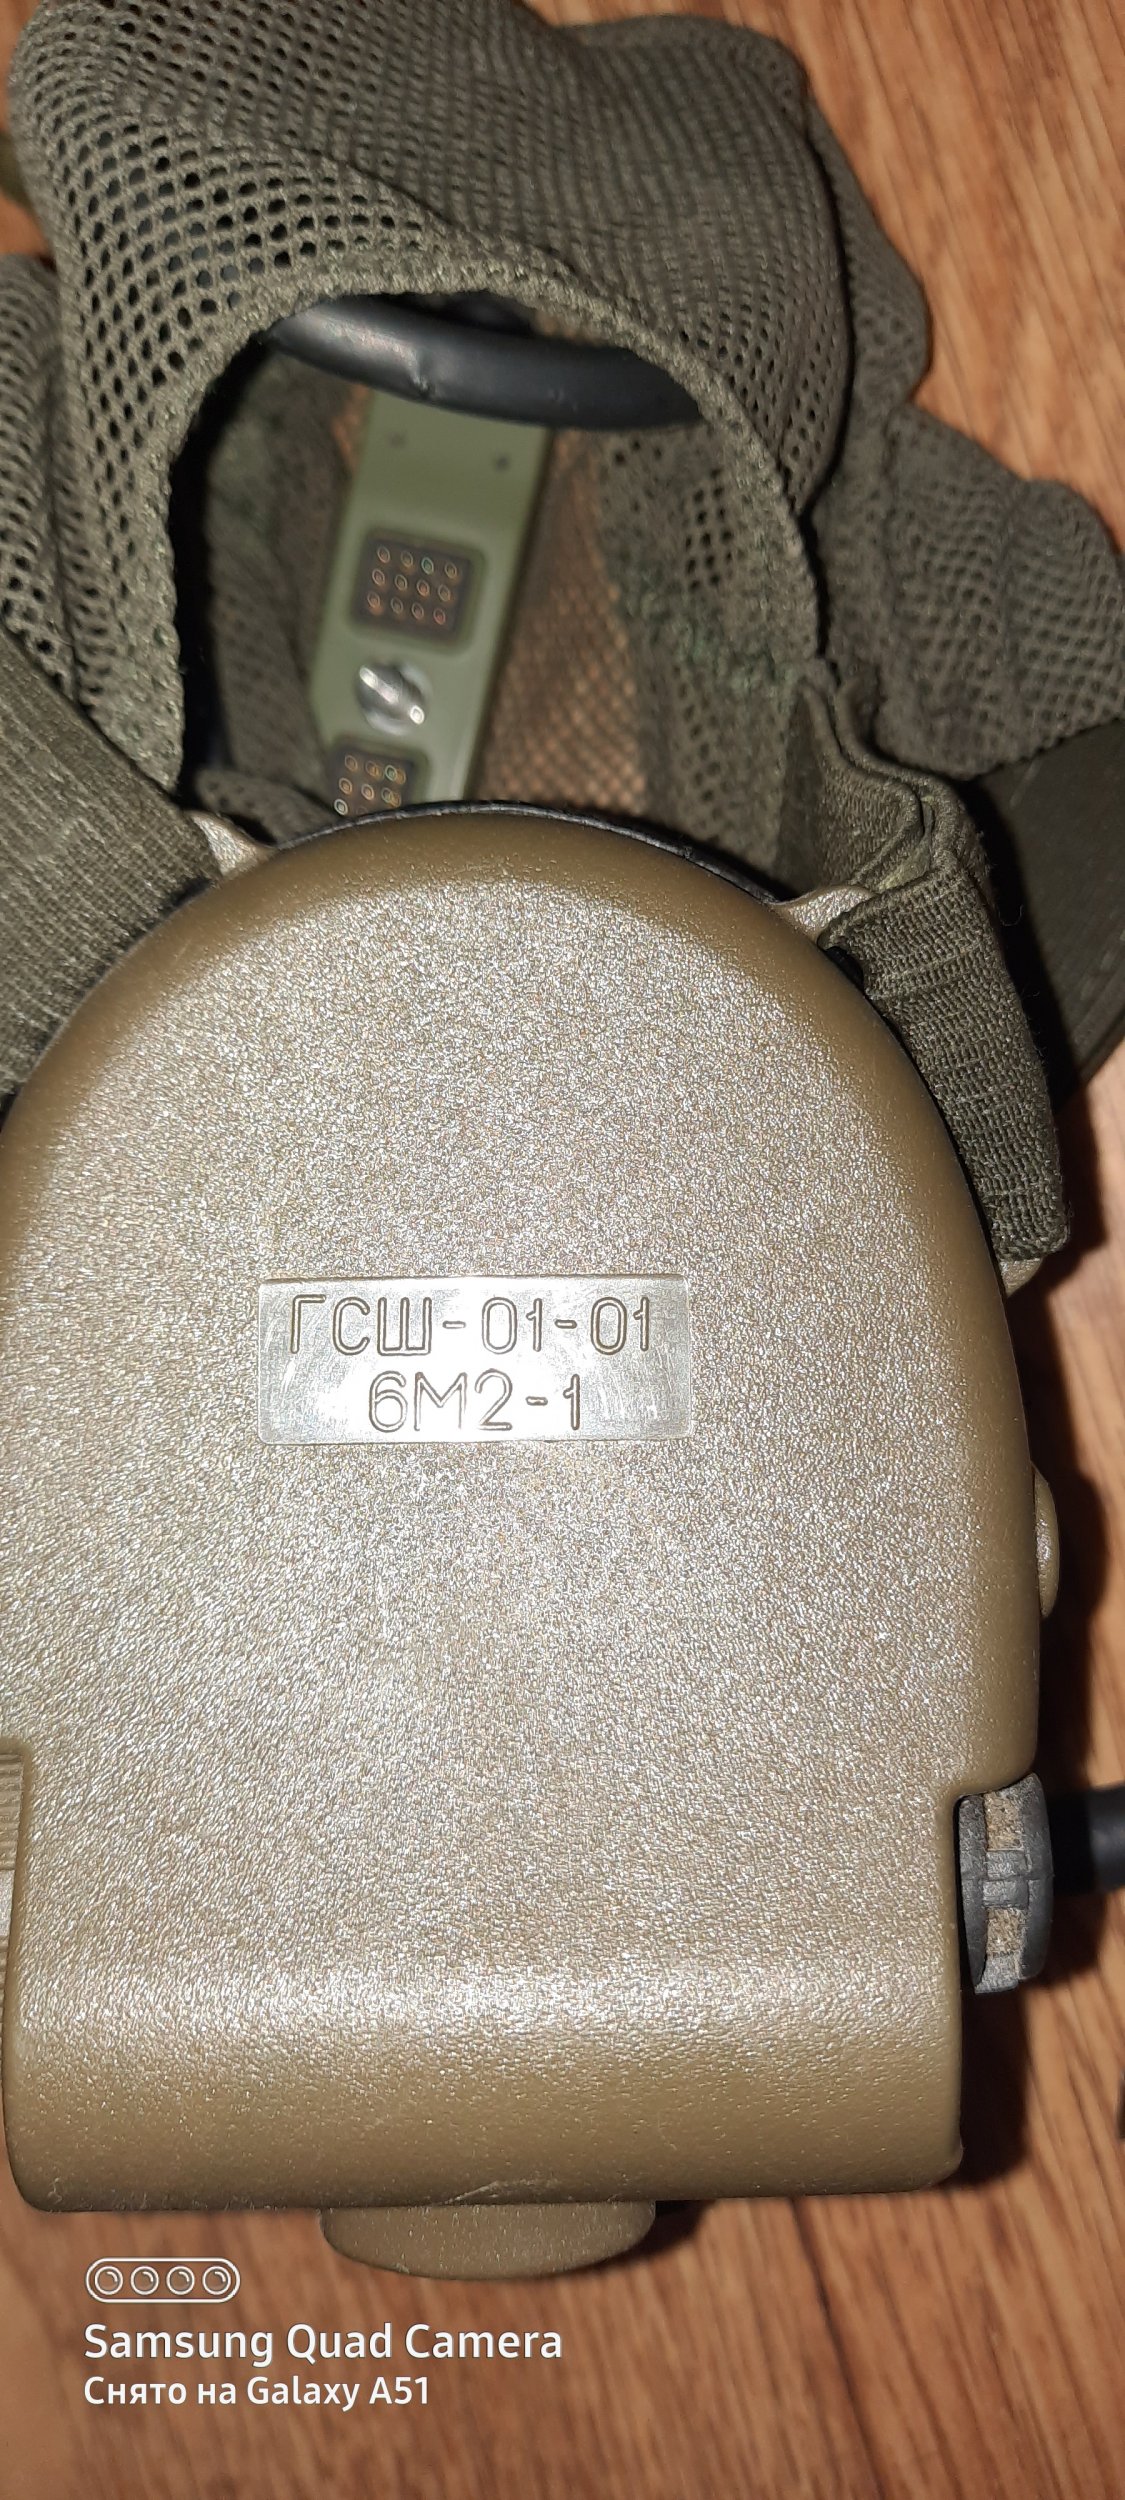 ГСШ-01-01
6М2-1
Samsung Quad Camera
Снято на Galaxy A51